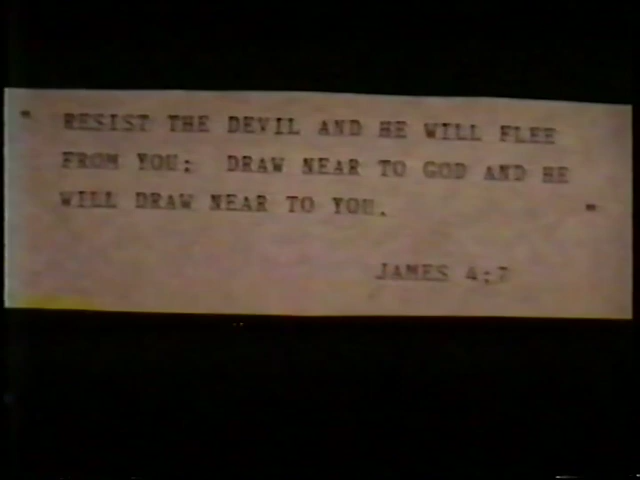 " RESIST THE DEVIL AND HE WILL FLEE
FROM YOU; DRAW NEAR TO GOD AND HE
WILL DRAW NEAR TO YOU. "
JAMES 4:7